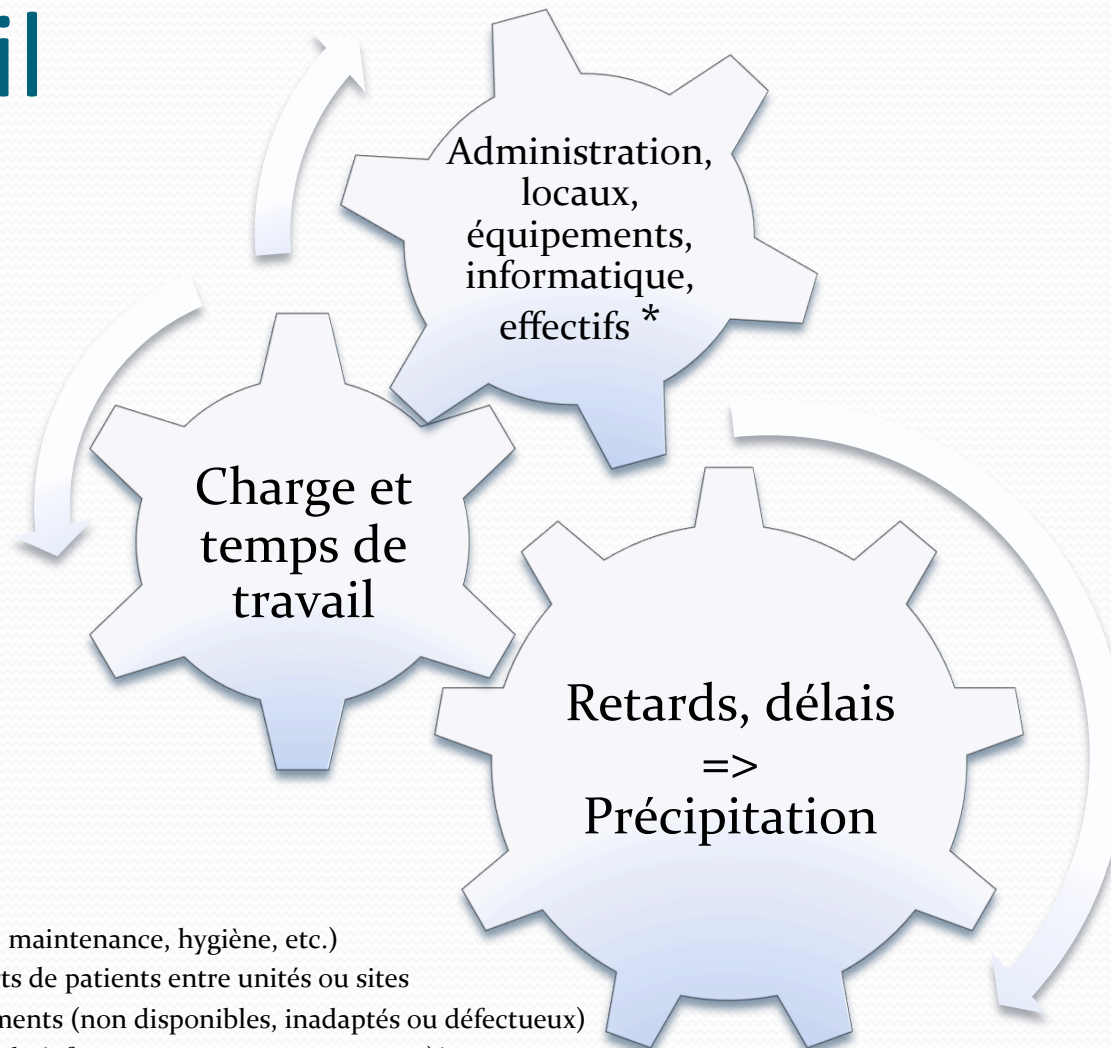 il
Administration,
locaux,
équipements,
informatique,
effectifs *
Charge et
temps de
travail
Retards, délais
=>
Précipitation
maintenance, hygiène, etc.)
ts de patients entre unités ou sites
ments (non disponibles, inadaptés ou défectueux)